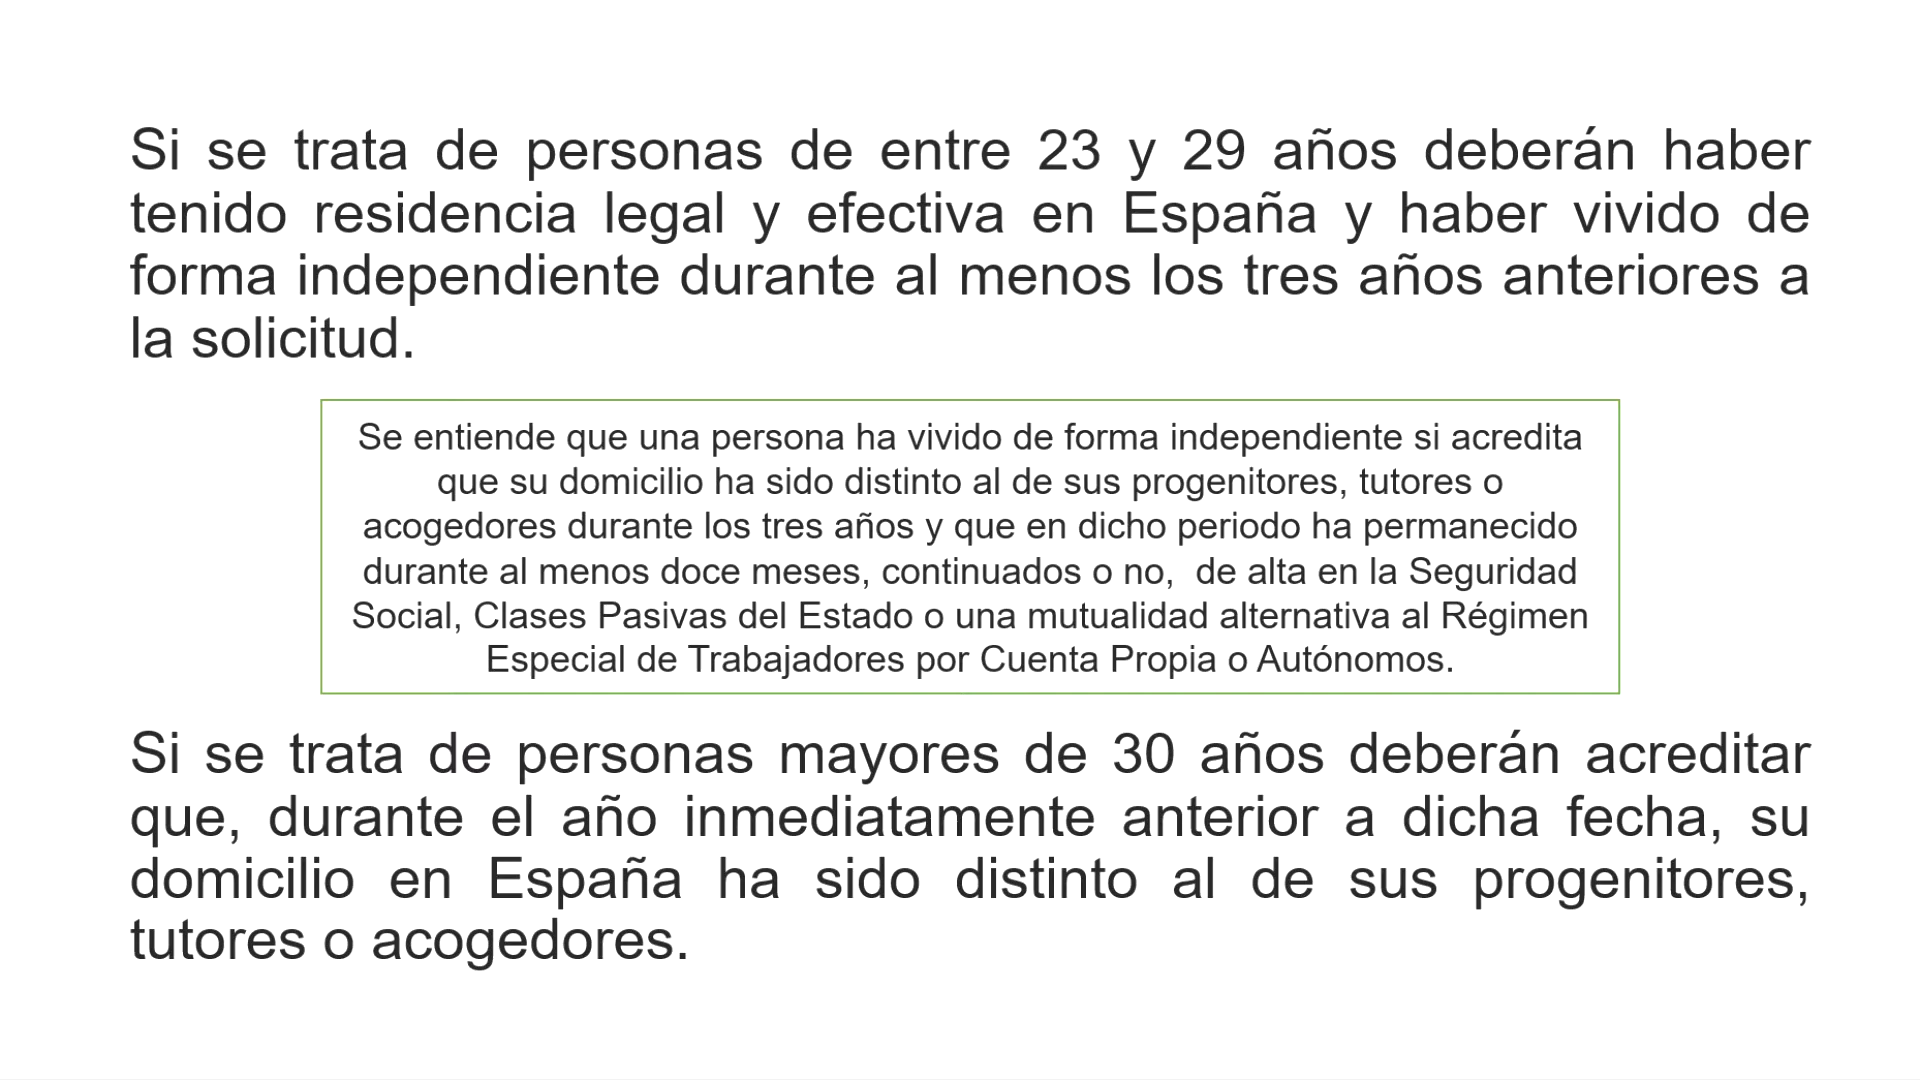 Si se trata de personas de entre 23 y 29 años deberán haber
tenido residencia legal y efectiva en España y haber vivido de
forma independiente durante al menos los tres años anteriores a
la solicitud.
Se entiende que una persona ha vivido de forma independiente si acredita
que su domicilio ha sido distinto al de sus progenitores, tutores o
acogedores durante los tres años y que en dicho periodo ha permanecido
durante al menos doce meses, continuados o no,  de alta en la Seguridad
Social, Clases Pasivas del Estado o una mutualidad alternativa al Régimen
Especial de Trabajadores por Cuenta Propia o Autónomos.
Si se trata de personas mayores de 30 años deberán acreditar
que, durante el año inmediatamente anterior a dicha fecha, su
domicilio en España ha sido distinto al de sus progenitores,
tutores o acogedores.